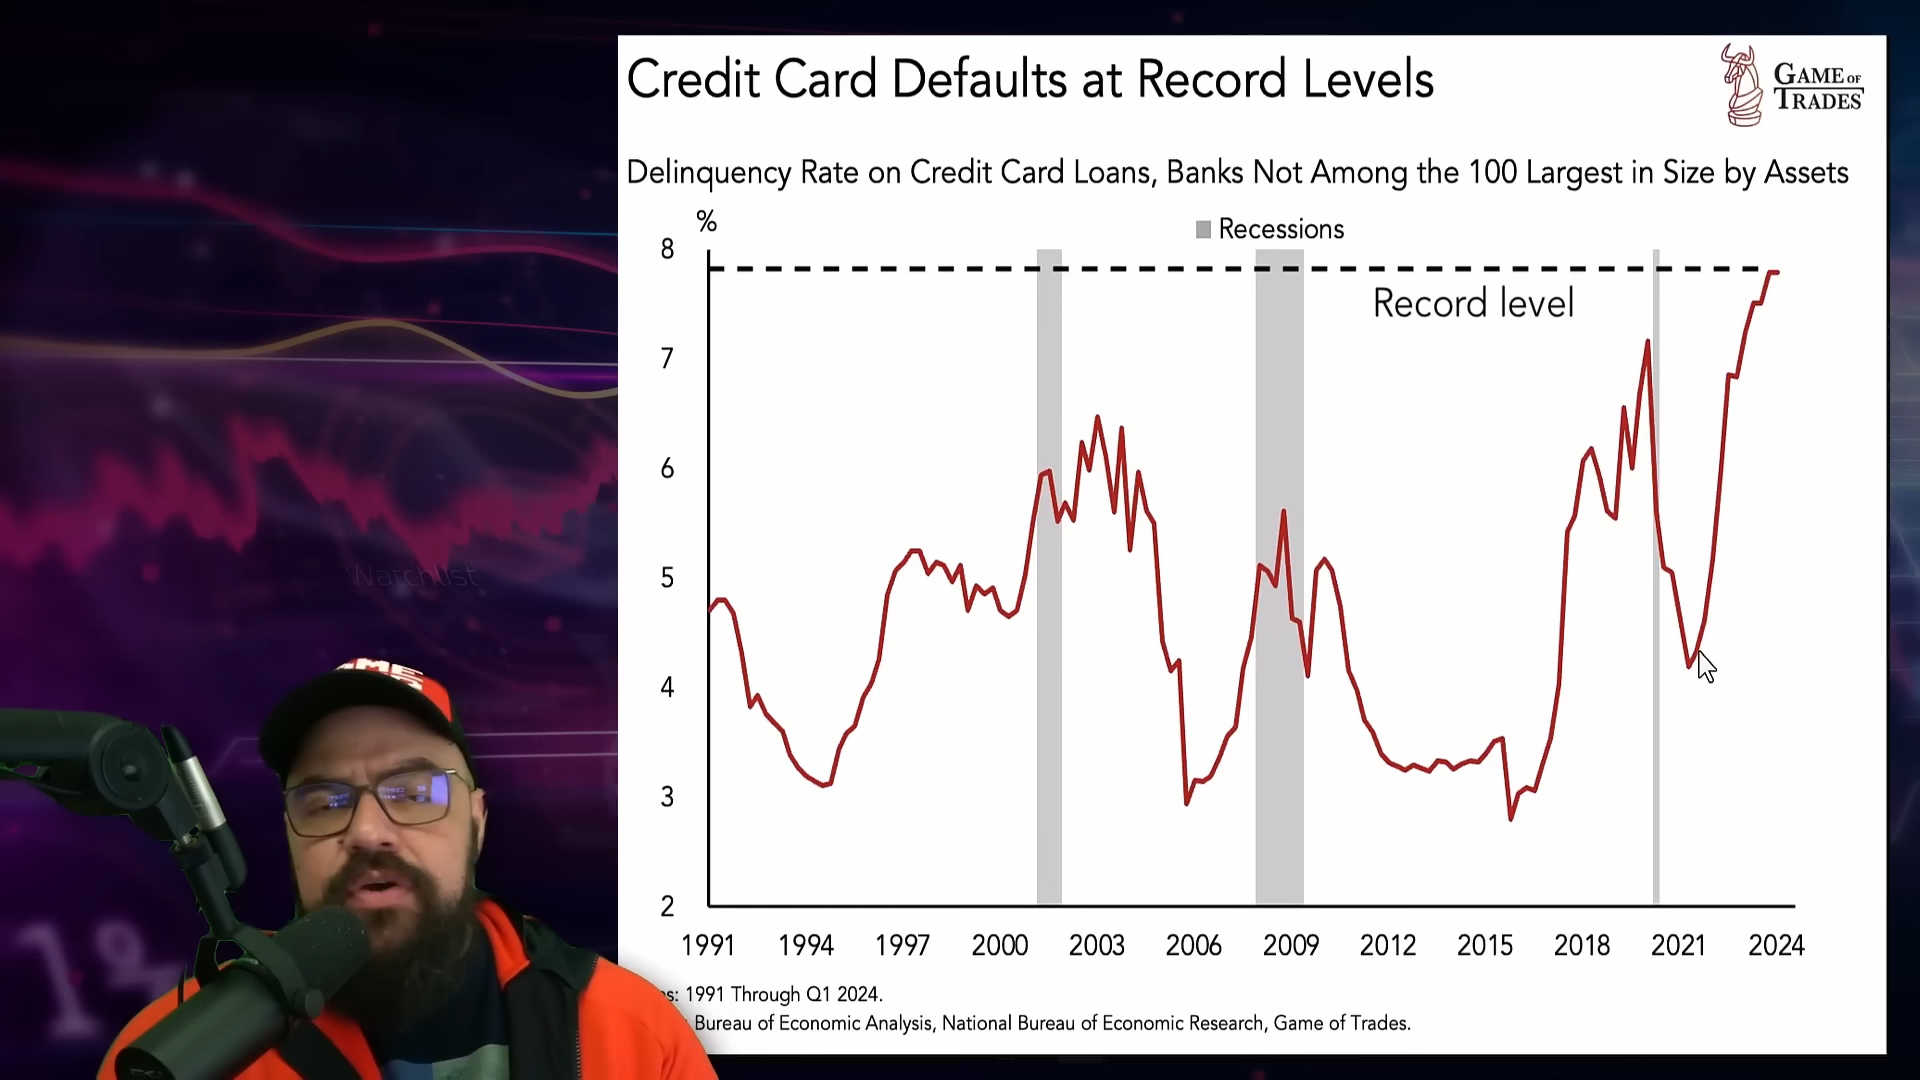 Credit Card Defaults at Record Levels
GAME OF
TRADES
Delinquency Rate on Credit Card Loans, Banks Not Among the 100 Largest in Size by Assets
%
Recessions
8
Record level
7
6
5
Watchlist
4
3
2
1991 1994 1997 2000 2003 2006 2009 2012 2015 2018 2021 2024
s: 1991 Through Q1 2024.
Bureau of Economic Analysis, National Bureau of Economic Research, Game of Trades.